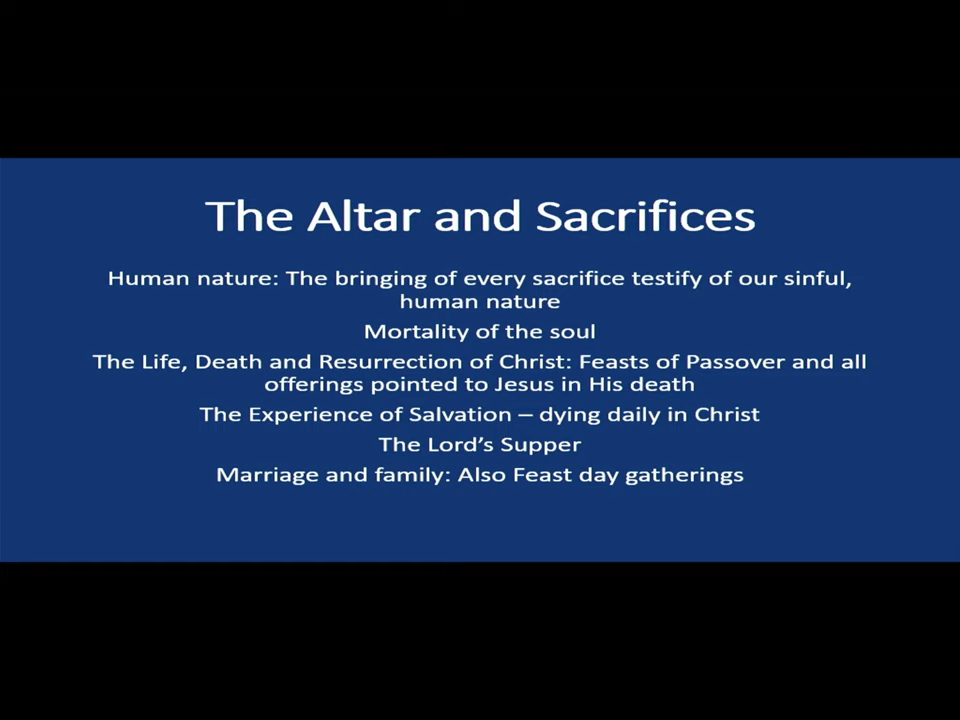 The Altar and Sacrifices
Human nature: The bringing of every sacrifice testify of our sinful,
human nature
Mortality of the soul
The Life, Death and Resurrection of Christ: Feasts of Passover and all
offerings pointed to Jesus in His death
The Experience of Salvation – dying daily in Christ
The Lord’s Supper
Marriage and family: Also Feast day gatherings